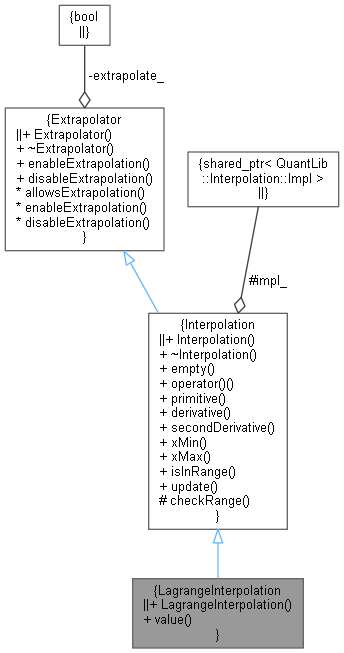 {bool
||}
-extrapolate_
{Extrapolator
||+ Extrapolator()
+ ~Extrapolator()
+ enableExtrapolation()
+ disableExtrapolation()
* allowsExtrapolation()
* enableExtrapolation()
* disableExtrapolation()
}
{shared_ptr< QuantLib
::Interpolation::Impl >
||}
#impl_
{Interpolation
||+ Interpolation()
+ ~Interpolation()
+ empty()
+ operator()()
+ primitive()
+ derivative()
+ secondDerivative()
+ xMin()
+ xMax()
+ isInRange()
+ update()
# checkRange()
}
{LagrangeInterpolation
||+ LagrangeInterpolation()
+ value()
}